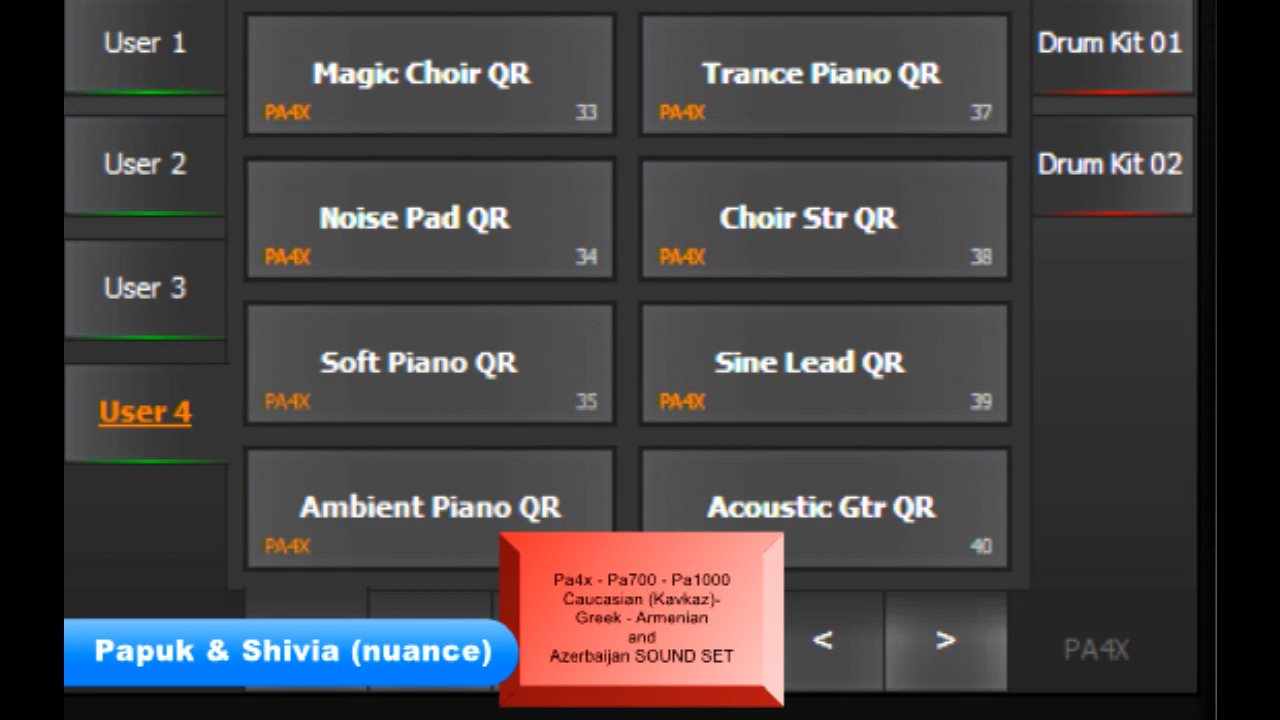 User 1
Magic Choir QR
PA4X 33
Trance Piano QR
PA4X 37
Drum Kit 01
User 2
Noise Pad QR
PA4X 34
Choir Str QR
PA4X 38
Drum Kit 02
User 3
Soft Piano QR
PA4X 35
Sine Lead QR
PA4X 39
User 4
Ambient Piano QR
PA4X
Acoustic Gtr QR
40
Pa4x - Pa700 - Pa1000
Caucasian (Kavkaz)-
Greek - Armenian
and
Azerbaijan SOUND SET
Papuk & Shivia (nuance)
< >
PA4X